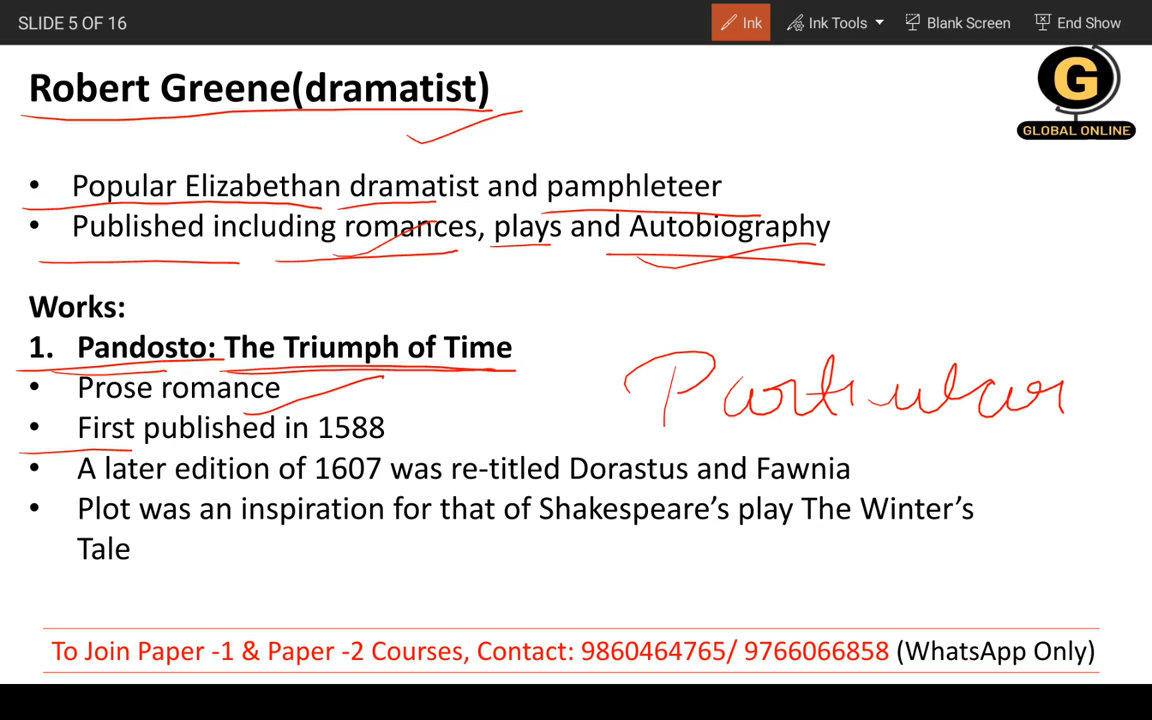 SLIDE 5 OF 16 Ink Ink Tools Blank Screen End Show
Robert Greene(dramatist)
G
GLOBAL ONLINE
• Popular Elizabethan dramatist and pamphleteer
• Published including romances, plays and Autobiography
Works:
1. Pandosto: The Triumph of Time
• Prose romance
Particular
• First published in 1588
• A later edition of 1607 was re-titled Dorastus and Fawnia
• Plot was an inspiration for that of Shakespeare’s play The Winter’s
Tale
To Join Paper -1 & Paper -2 Courses, Contact: 9860464765/ 9766066858 (WhatsApp Only)